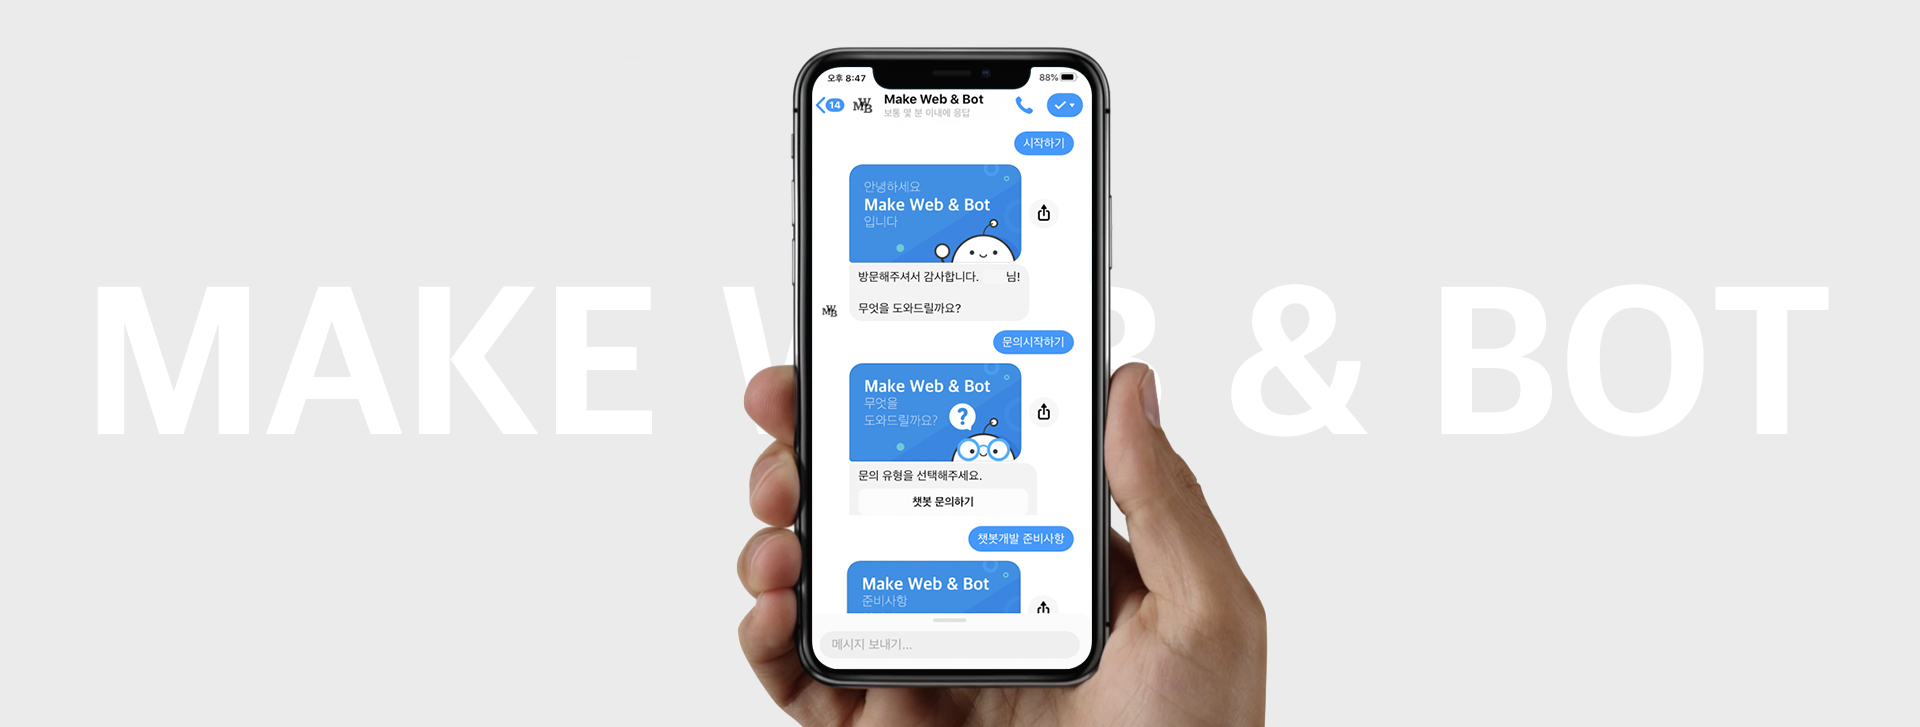 MAKE WEB & BOT
오후 8:47
88%
14
MWB
Make Web & Bot
보통 몇 분 이내에 응답
시작하기
안녕하세요
Make Web & Bot
입니다
방문해주셔서 감사합니다. 님!
무엇을 도와드릴까요?
MWB
문의시작하기
Make Web & Bot
무엇을
도와드릴까요?
?
문의 유형을 선택해주세요.
챗봇 문의하기
챗봇개발 준비사항
Make Web & Bot
준비사항
메시지 보내기...